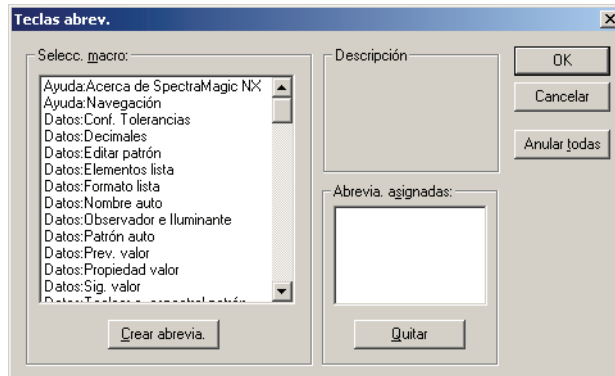 Teclas abrev.
Selecc. macro:
Ayuda:Acerca de SpectraMagic NX
Ayuda:Navegación
Datos:Conf. Tolerancias
Datos:Decimales
Datos:Editar patrón
Datos:Elementos lista
Datos:Formato lista
Datos:Nombre auto
Datos:Observador e Iluminante
Datos:Patrón auto
Datos:Prev. valor
Datos:Propiedad valor
Datos:Sig. valor
Crear abrevia.
Descripción
Abrevia. asignadas:
Quitar
OK
Cancelar
Anular todas